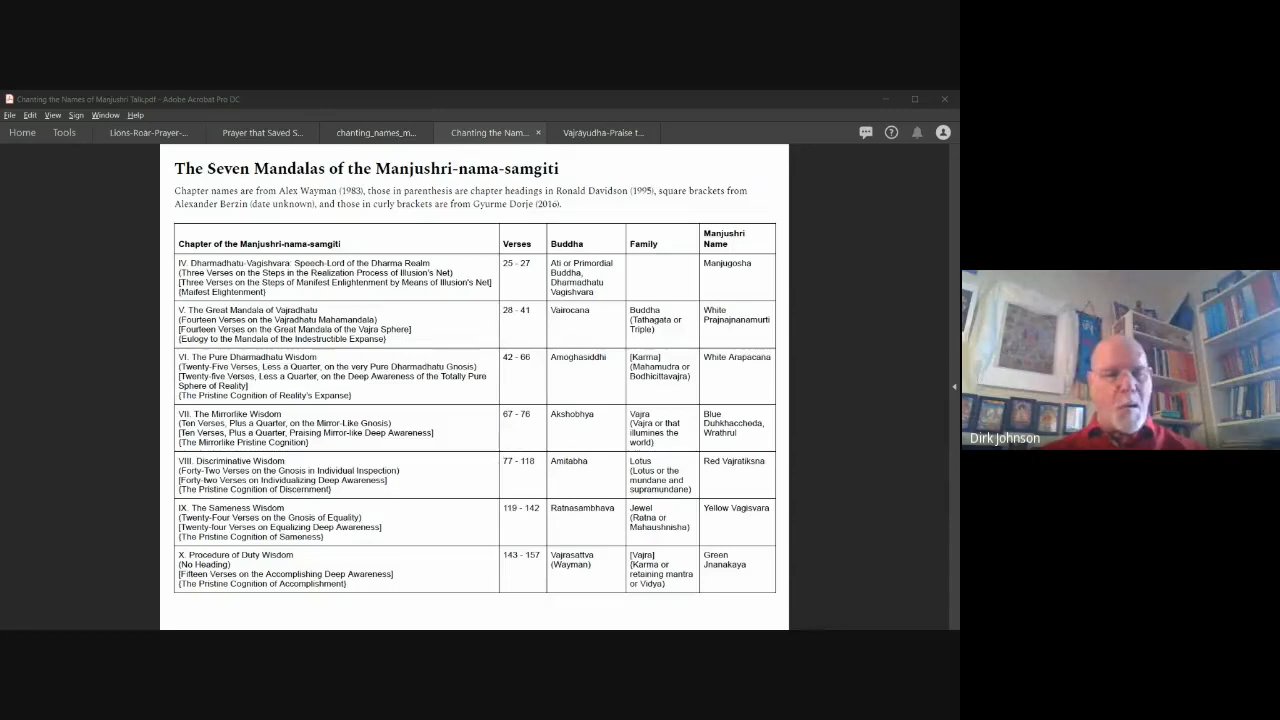 Chanting the Names of Manjushri Talk.pdf - Adobe Acrobat Pro DC
File Edit View Sign Window Help
Home Tools Lions-Roar-Prayer-... Prayer that Saved S... chanting_names_m... Chanting the Nam... × Vajrāyudha-Praise t...
The Seven Mandalas of the Manjushri-nama-samgiti
Chapter names are from Alex Wayman (1983), those in parenthesis are chapter headings in Ronald Davidson (1995), square brackets from
Alexander Berzin (date unknown), and those in curly brackets are from Gyurme Dorje (2016).
Chapter of the Manjushri-nama-samgiti Verses Buddha Family Manjushri
Name
IV. Dharmadhatu-Vagishvara: Speech-Lord of the Dharma Realm 25 - 27 Ati or Primordial Manjugosha
(Three Verses on the Steps in the Realization Process of Illusion's Net) Buddha,
[Three Verses on the Steps of Manifest Enlightenment by Means of Illusion's Net] Dharmadhatu
{Maifest Elightenment} Vagishvara
V. The Great Mandala of Vajradhatu 28 - 41 Vairocana Buddha White
(Fourteen Verses on the Vajradhatu Mahamandala) (Tathagata or Prajnajnanamurti
[Fourteen Verses on the Great Mandala of the Vajra Sphere] Triple)
{Eulogy to the Mandala of the Indestructible Expanse}
VI. The Pure Dharmadhatu Wisdom 42 - 66 Amoghasiddhi [Karma] White Arapacana
(Twenty-Five Verses, Less a Quarter, on the very Pure Dharmadhatu Gnosis) (Mahamudra or
[Twenty-five Verses, Less a Quarter, on the Deep Awareness of the Totally Pure Bodhicittavajra)
Sphere of Reality]
{The Pristine Cognition of Reality's Expanse}
VII. The Mirrorlike Wisdom 67 - 76 Akshobhya Vajra Blue
(Ten Verses, Plus a Quarter, on the Mirror-Like Gnosis) (Vajra or that Duhkhaccheda,
[Ten Verses, Plus a Quarter, Praising Mirror-like Deep Awareness] illumines the Wrathrul
{The Mirrorlike Pristine Cognition} world)
VIII. Discriminative Wisdom 77 - 118 Amitabha Lotus Red Vajratiksna
(Forty-Two Verses on the Gnosis in Individual Inspection) (Lotus or the
[Forty-two Verses on Individualizing Deep Awareness] mundane and
{The Pristine Cognition of Discernment} supramundane)
IX. The Sameness Wisdom 119 - 142 Ratnasambhava Jewel Yellow Vagisvara
(Twenty-Four Verses on the Gnosis of Equality) (Ratna or
[Twenty-four Verses on Equalizing Deep Awareness] Mahaushnisha)
{The Pristine Cognition of Sameness}
X. Procedure of Duty Wisdom 143 - 157 Vajrasattva [Vajra] Green
(No Heading) (Wayman) (Karma or Jnanakaya
[Fifteen Verses on the Accomplishing Deep Awareness] retaining mantra
{The Pristine Cognition of Accomplishment} or Vidya)
Dirk Johnson